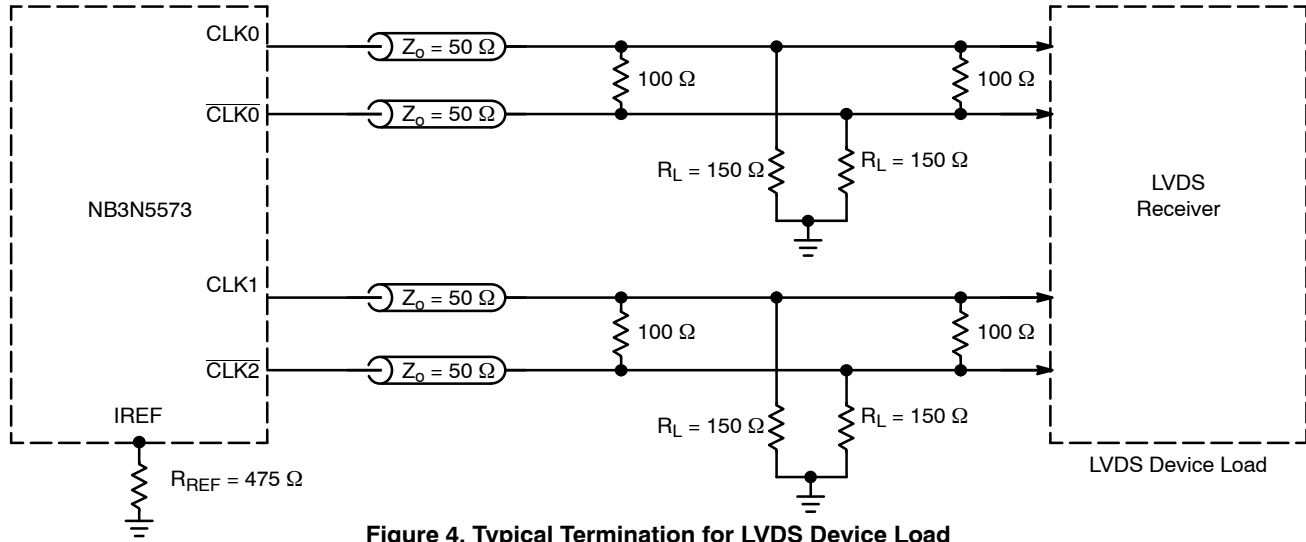 CLK0
Z₀ = 50 Ω
100 Ω
100 Ω
C̅L̅K̅0̅
Z₀ = 50 Ω
R_L = 150 Ω
R_L = 150 Ω
NB3N5573
LVDS
Receiver
CLK1
Z₀ = 50 Ω
100 Ω
100 Ω
C̅L̅K̅2̅
Z₀ = 50 Ω
IREF
R_L = 150 Ω
R_L = 150 Ω
R_REF = 475 Ω
LVDS Device Load
Figure 4. Typical Termination for LVDS Device Load